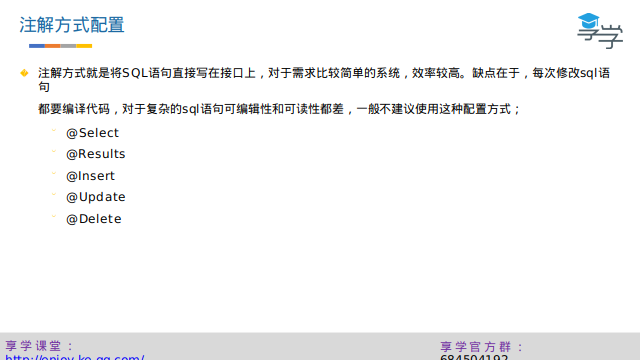 注解方式配置
享学
注解方式就是将SQL语句直接写在接口上，对于需求比较简单的系统，效率较高。缺点在于，每次修改sql语
句
都要编译代码，对于复杂的sql语句可编辑性和可读性都差，一般不建议使用这种配置方式；
@Select
@Results
@Insert
@Update
@Delete
享学课堂：
http://enjoy.ke.qq.com/
享学官方群：
684504192